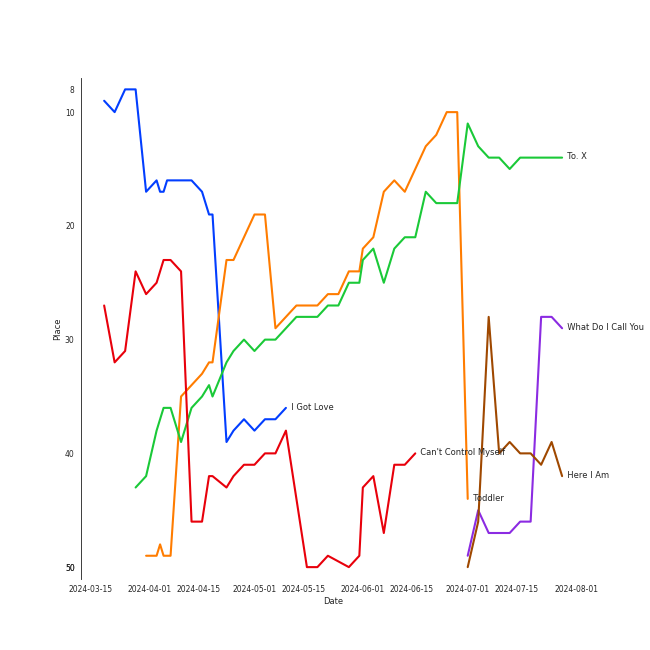 8
10
To. X
20
What Do I Call You
Place
30
I Got Love
40
Can't Control Myself
Here I Am
Toddler
50
2024-03-15
2024-04-01
2024-04-15
2024-05-01
2024-05-15
2024-06-01
2024-06-15
2024-07-01
2024-07-15
2024-08-01
Date